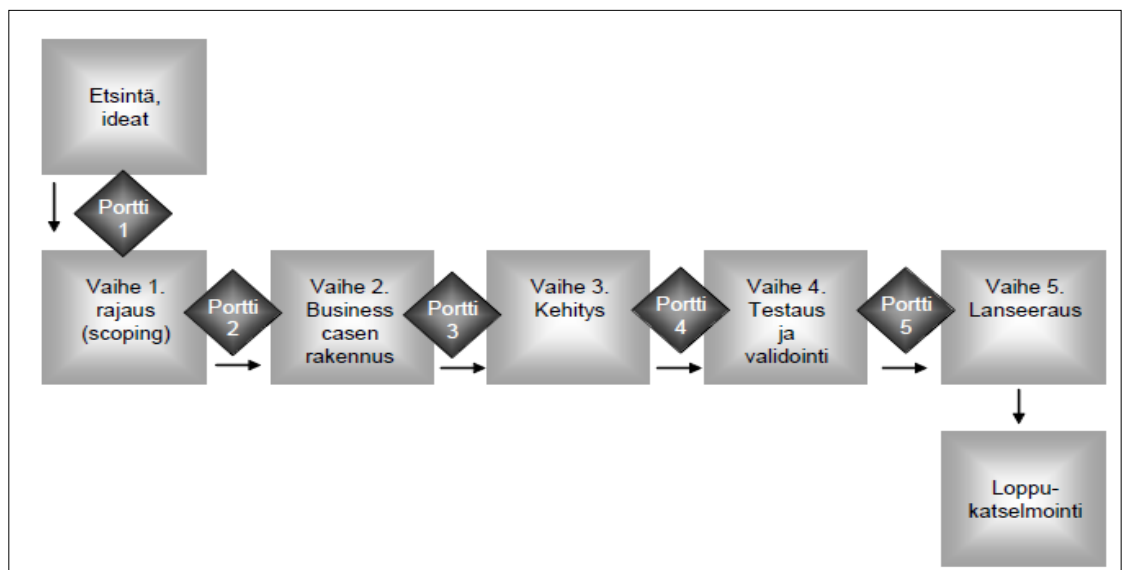 Etsintä,
ideat
Portti
1
Vaihe 1.
rajaus
(scoping)
Portti
2
Vaihe 2.
Business
casen
rakennus
Portti
3
Vaihe 3.
Kehitys
Portti
4
Vaihe 4.
Testaus
ja
validointi
Portti
5
Vaihe 5.
Lanseeraus
Loppu-
katselmointi